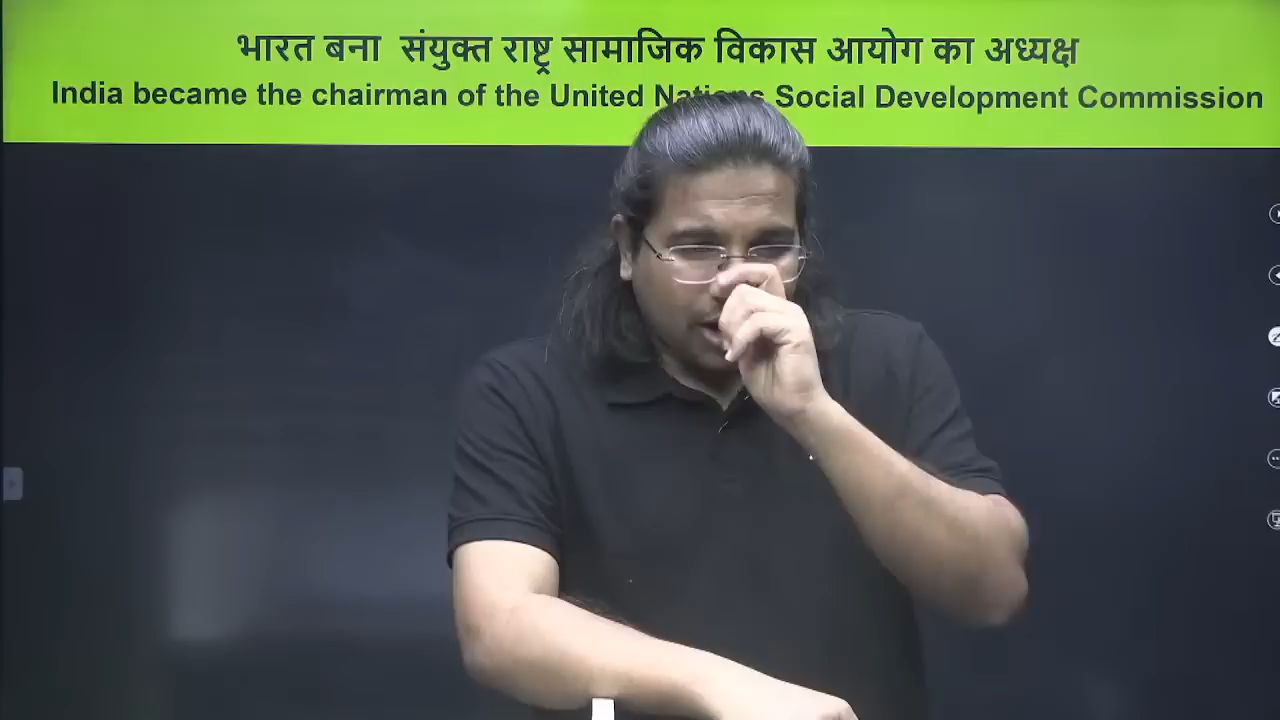 भारत बना संयुक्त राष्ट्र सामाजिक विकास आयोग का अध्यक्ष
India became the chairman of the United Nations Social Development Commission